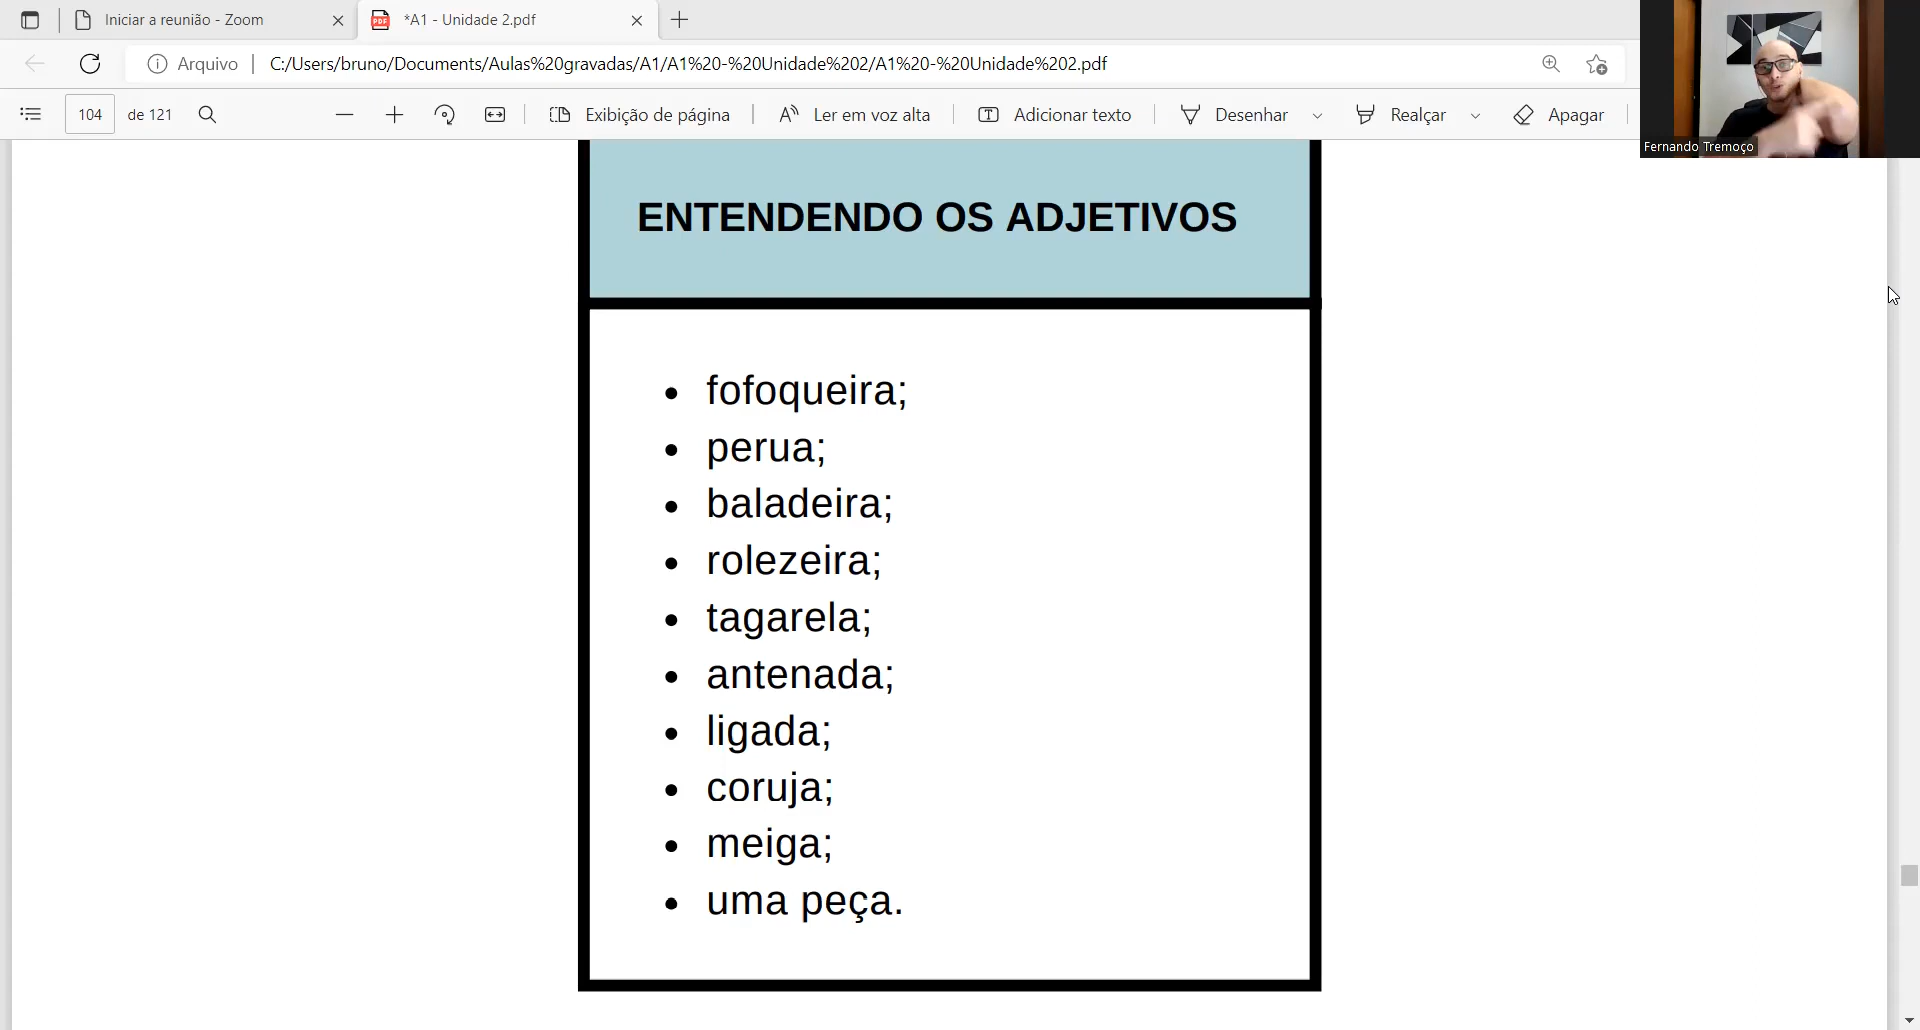 Iniciar a reunião - Zoom
*A1 - Unidade 2.pdf
Arquivo
C:/Users/bruno/Documents/Aulas%20gravadas/A1/A1%20-%20Unidade%202/A1%20-%20Unidade%202.pdf
104 de 121
Exibição de página
Ler em voz alta
Adicionar texto
Desenhar
Realçar
Apagar
Fernando Tremoço
ENTENDENDO OS ADJETIVOS
• fofoqueira;
• perua;
• baladeira;
• rolezeira;
• tagarela;
• antenada;
• ligada;
• coruja;
• meiga;
• uma peça.